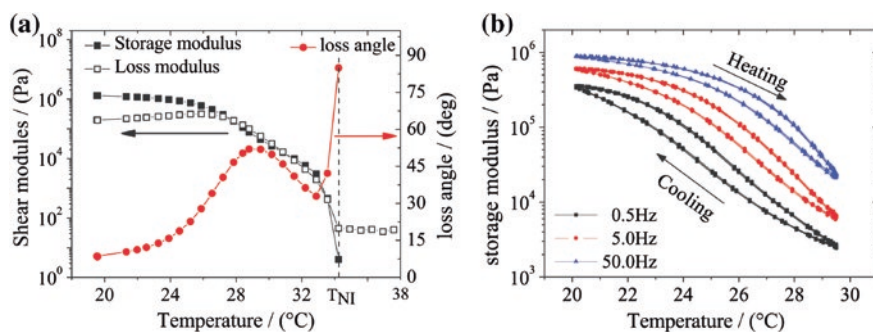 (a)
10^8
10^6
10^4
10^2
10^0
Shear modules / (Pa)
Storage modulus
Loss modulus
loss angle
90
75
60
45
30
15
0
loss angle / (deg)
20
24
28
32
T_NI
38
Temperature / (°C)
(b)
10^6
10^5
10^4
10^3
storage modulus / (Pa)
Heating
Cooling
0.5Hz
5.0Hz
50.0Hz
20
22
24
26
28
30
Temperature / (°C)